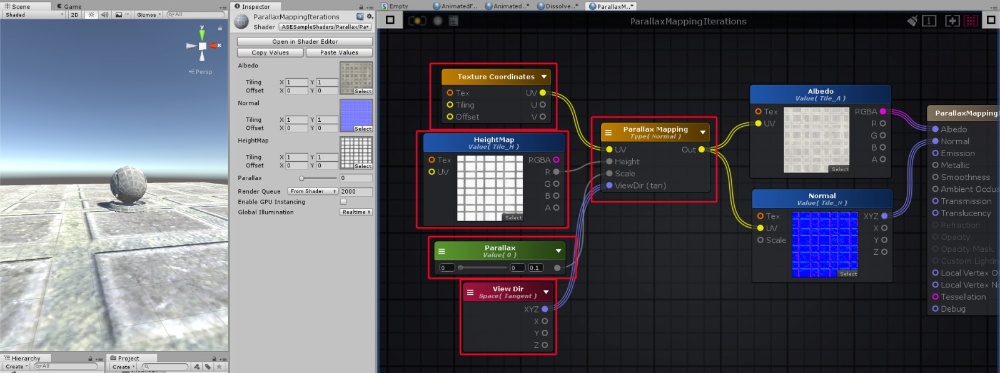 Scene
Game
Shaded
2D
Gizmos
All
y
x
Persp
Hierarchy
Project
Create
All
Create
Inspector
ParallaxMappingIterations
Shader
ASESampleShaders/Parallax/Pa
Open in Shader Editor
Copy Values
Paste Values
Albedo
Tiling X 1 Y 1
Offset X 0 Y 0
Select
Normal
Tiling X 1 Y 1
Offset X 0 Y 0
Select
HeightMap
Tiling X 1 Y 1
Offset X 0 Y 0
Select
Parallax 0
Render Queue From Shader 2000
Enable GPU Instancing
Global Illumination Realtime
Empty
AnimatedF..
Animated..*
Dissolve..*
ParallaxM..*
ParallaxMappingIterations
Texture Coordinates
Tex UV
Tiling U
Offset V
HeightMap
Value( Tile_H )
Tex RGBA
UV R
G
B
A
Select
Parallax
Value( 0 )
0 0 0.1
View Dir
Space( Tangent )
XYZ
X
Y
Z
Parallax Mapping
Type( Normal )
UV Out
Height
Scale
ViewDir (tan)
Albedo
Value( Tile_A )
Tex RGBA
UV R
G
B
A
Select
Normal
Value( Tile_N )
Tex XYZ
UV X
Scale Y
Z
Select
ParallaxMappingI
Albedo
Normal
Emission
Metallic
Smoothness
Ambient Occlus
Transmission
Translucency
Refraction
Opacity
Opacity Mask
Custom Lightin
Local Vertex O
Local Vertex No
Tessellation
Debug